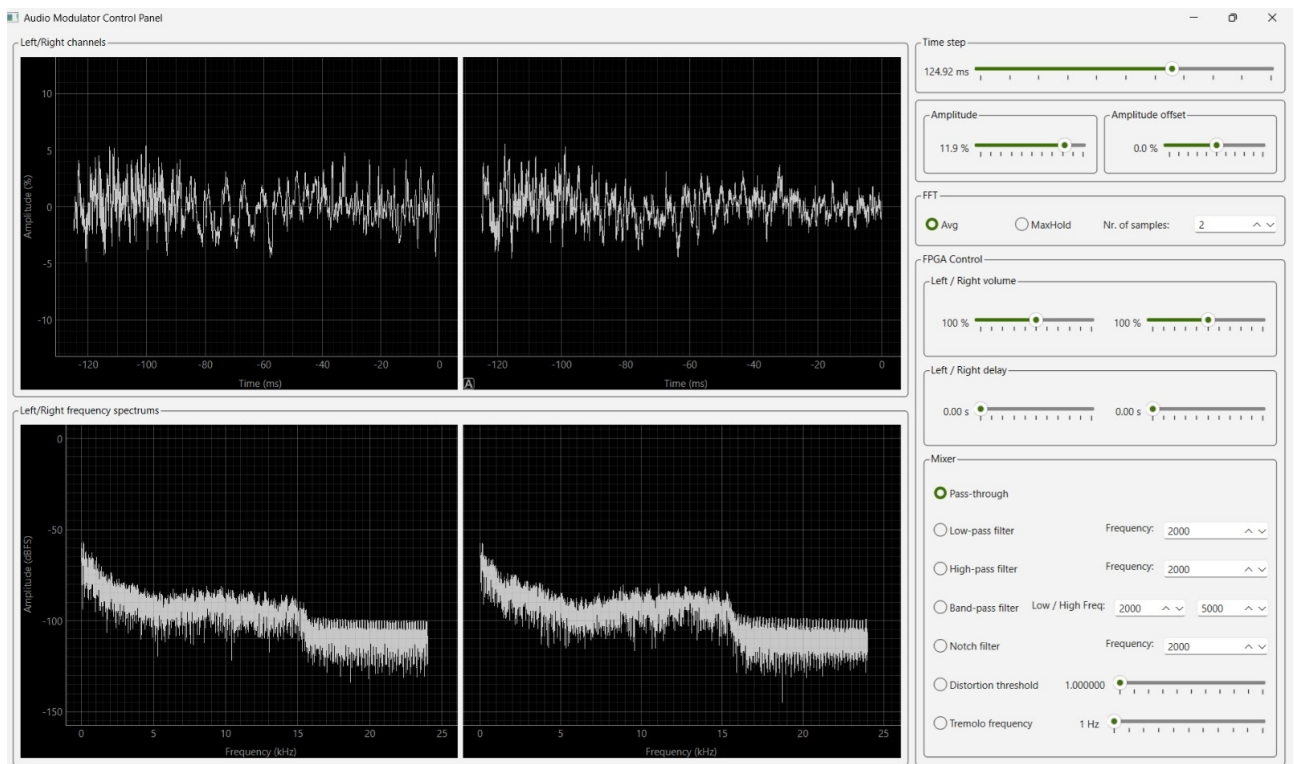 Audio Modulator Control Panel
Left/Right channels
10
5
0
-5
-10
Amplitude (%)
-120 -100 -80 -60 -40 -20 0
Time (ms)
-120 -100 -80 -60 -40 -20 0
Time (ms)
A
Left/Right frequency spectrums
0
-50
-100
-150
Amplitude (dBFS)
0 5 10 15 20 25
Frequency (kHz)
0 5 10 15 20 25
Frequency (kHz)
Time step
124.92 ms
Amplitude
11.9 %
Amplitude offset
0.0 %
FFT
Avg MaxHold Nr. of samples: 2
FPGA Control
Left / Right volume
100 % 100 %
Left / Right delay
0.00 s 0.00 s
Mixer
Pass-through
Low-pass filter Frequency: 2000
High-pass filter Frequency: 2000
Band-pass filter Low / High Freq: 2000 5000
Notch filter Frequency: 2000
Distortion threshold 1.000000
Tremolo frequency 1 Hz